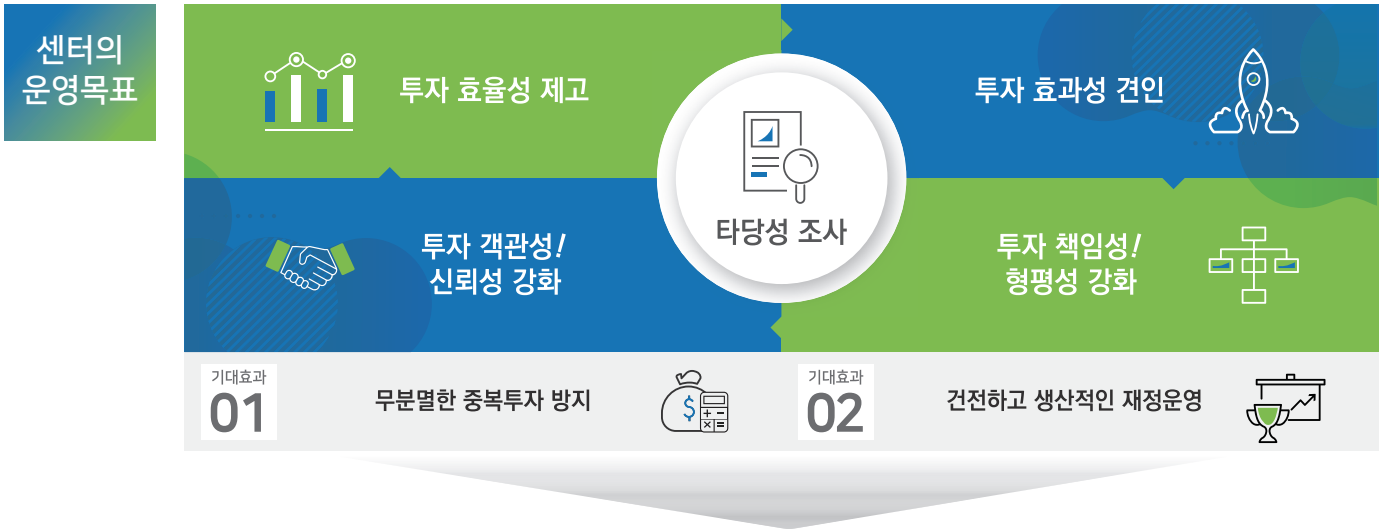 센터의
운영목표
투자 효율성 제고
투자 효과성 견인
타당성 조사
투자 객관성!
신뢰성 강화
투자 책임성!
형평성 강화
기대효과
01
무분별한 중복투자 방지
기대효과
02
건전하고 생산적인 재정운영